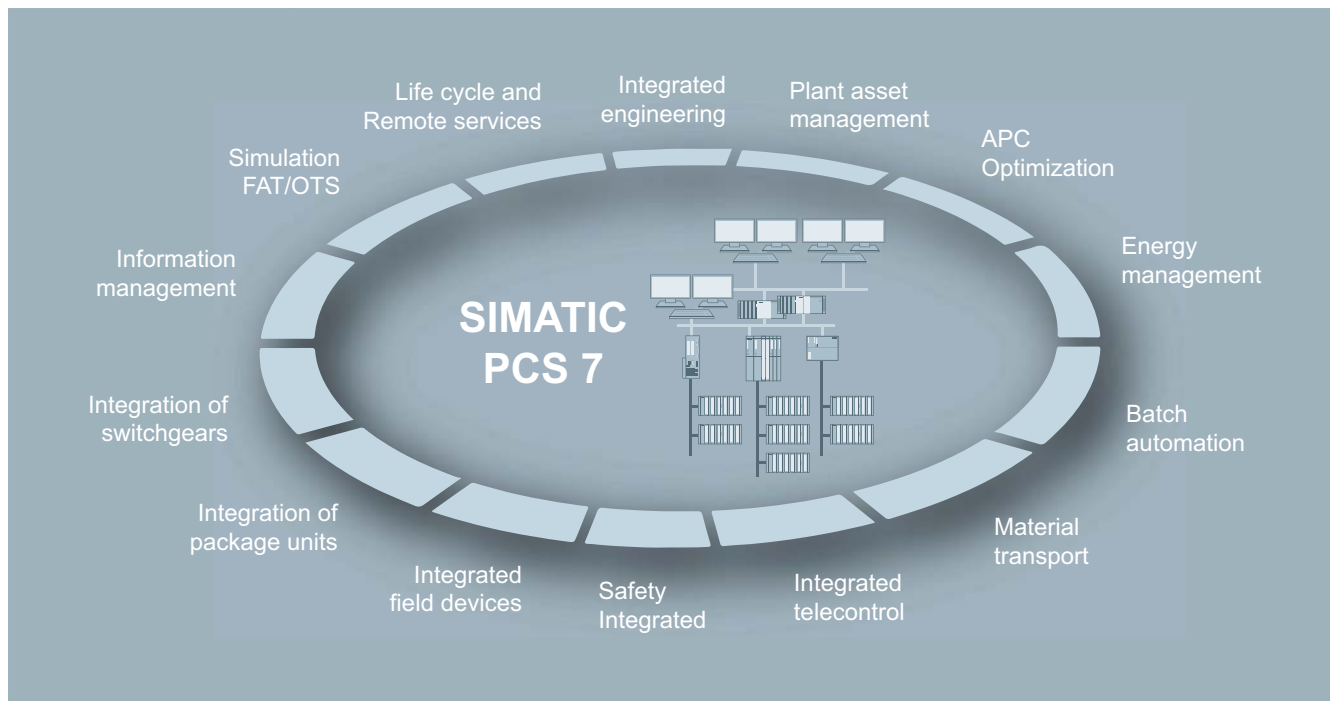 Life cycle and
Remote services
Integrated
engineering
Plant asset
management
APC
Optimization
Simulation
FAT/OTS
Energy
management
Information
management
SIMATIC
PCS 7
Integration of
switchgears
Batch
automation
Integration of
package units
Material
transport
Integrated
field devices
Safety
Integrated
Integrated
telecontrol